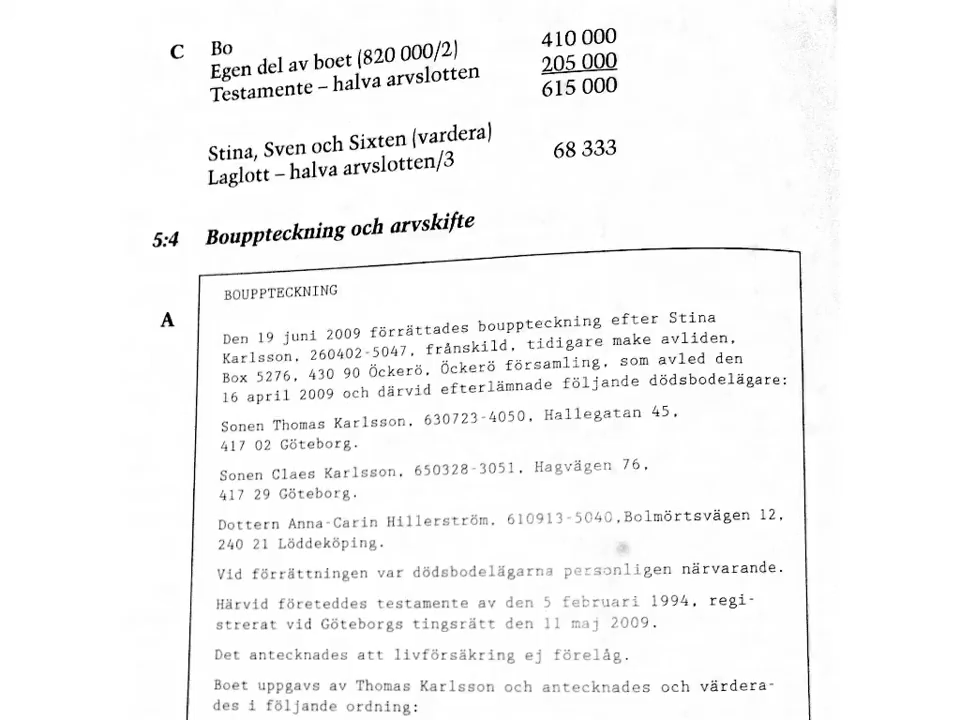 C Bo 410 000
Egen del av boet (820 000/2) 205 000
Testamente – halva arvslotten 615 000
Stina, Sven och Sixten (vardera)
Laglott – halva arvslotten/3 68 333
5:4 Bouppteckning och arvskifte
BOUPPTECKNING
A
Den 19 juni 2009 förrättades bouppteckning efter Stina
Karlsson, 260402-5047, frånskild, tidigare make avliden,
Box 5276, 430 90 Öckerö, Öckerö församling, som avled den
16 april 2009 och därvid efterlämnade följande dödsbodelägare:
Sonen Thomas Karlsson, 630723-4050, Hallegatan 45,
417 02 Göteborg.
Sonen Claes Karlsson, 650328-3051, Hagvägen 76,
417 29 Göteborg.
Dottern Anna-Carin Hillerström, 610913-5040,Bolmörtsvägen 12,
240 21 Löddeköping.
Vid förrättningen var dödsbodelägarna personligen närvarande.
Härvid företeddes testamente av den 5 februari 1994, regi-
strerat vid Göteborgs tingsrätt den 11 maj 2009.
Det antecknades att livförsäkring ej förelåg.
Boet uppgavs av Thomas Karlsson och antecknades och värdera-
des i följande ordning: